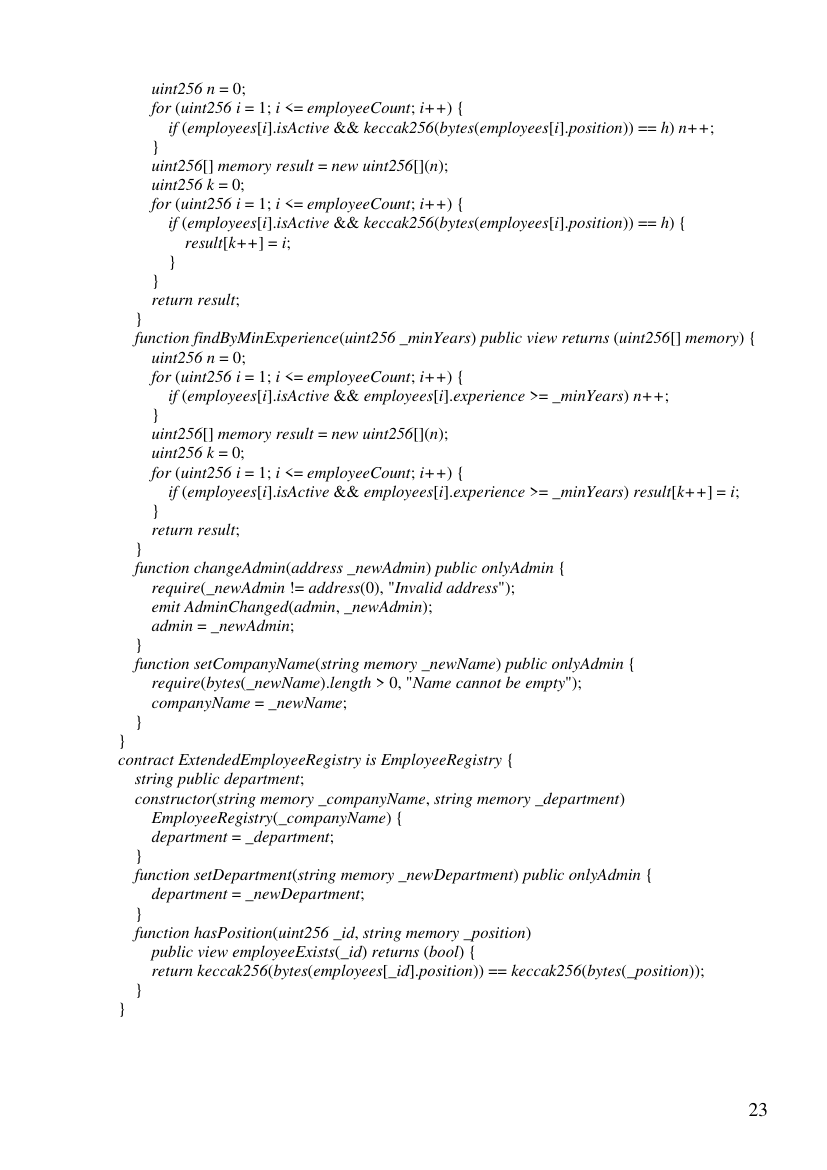 uint256 n = 0;
for (uint256 i = 1; i <= employeeCount; i++) {
if (employees[i].isActive && keccak256(bytes(employees[i].position)) == h) n++;
}
uint256[] memory result = new uint256[](n);
uint256 k = 0;
for (uint256 i = 1; i <= employeeCount; i++) {
if (employees[i].isActive && keccak256(bytes(employees[i].position)) == h) {
result[k++] = i;
}
}
return result;
}
function findByMinExperience(uint256 _minYears) public view returns (uint256[] memory) {
uint256 n = 0;
for (uint256 i = 1; i <= employeeCount; i++) {
if (employees[i].isActive && employees[i].experience >= _minYears) n++;
}
uint256[] memory result = new uint256[](n);
uint256 k = 0;
for (uint256 i = 1; i <= employeeCount; i++) {
if (employees[i].isActive && employees[i].experience >= _minYears) result[k++] = i;
}
return result;
}
function changeAdmin(address _newAdmin) public onlyAdmin {
require(_newAdmin != address(0), "Invalid address");
emit AdminChanged(admin, _newAdmin);
admin = _newAdmin;
}
function setCompanyName(string memory _newName) public onlyAdmin {
require(bytes(_newName).length > 0, "Name cannot be empty");
companyName = _newName;
}
}
contract ExtendedEmployeeRegistry is EmployeeRegistry {
string public department;
constructor(string memory _companyName, string memory _department)
EmployeeRegistry(_companyName) {
department = _department;
}
function setDepartment(string memory _newDepartment) public onlyAdmin {
department = _newDepartment;
}
function hasPosition(uint256 _id, string memory _position)
public view employeeExists(_id) returns (bool) {
return keccak256(bytes(employees[_id].position)) == keccak256(bytes(_position));
}
}
23